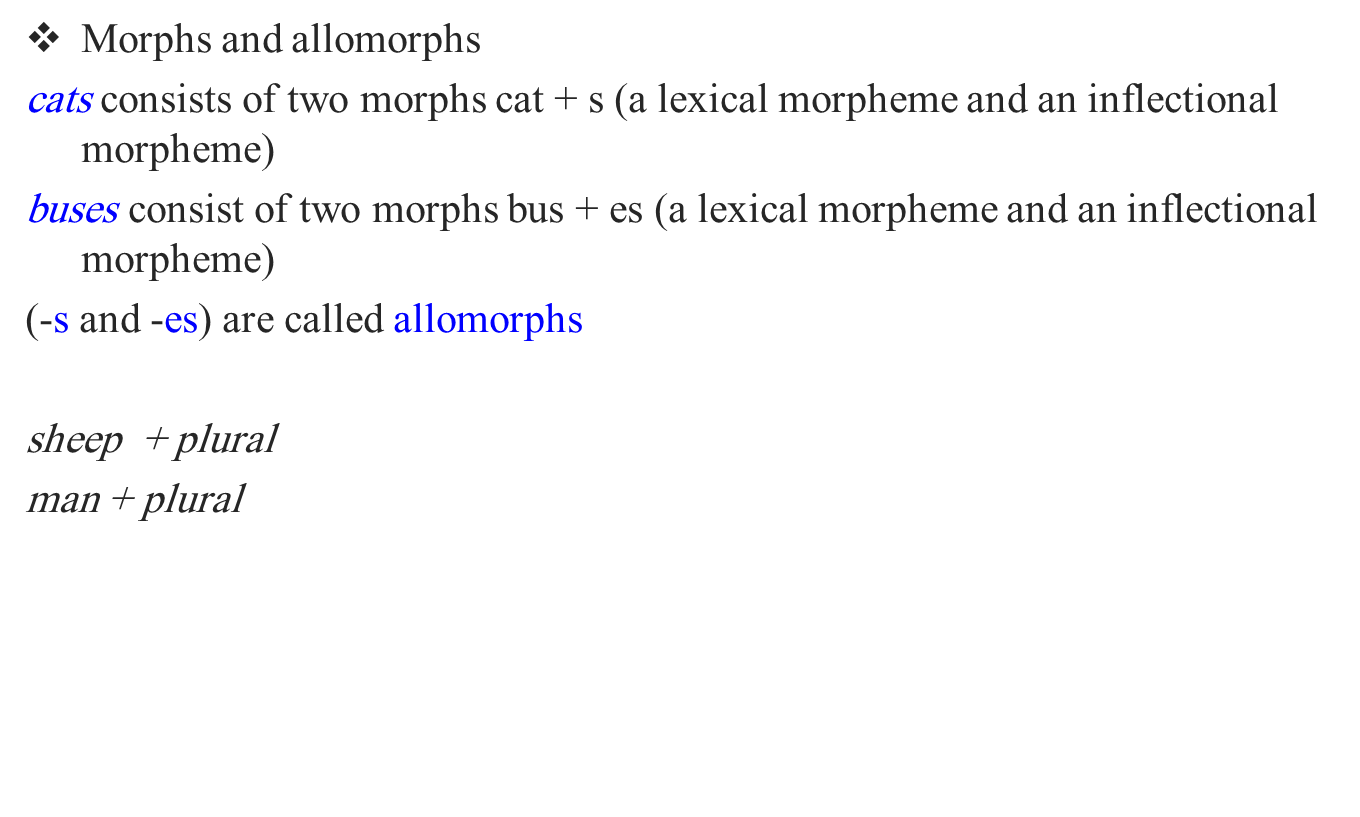 ❖ Morphs and allomorphs
cats consists of two morphs cat + s (a lexical morpheme and an inflectional
morpheme)
buses consist of two morphs bus + es (a lexical morpheme and an inflectional
morpheme)
(-s and -es) are called allomorphs
sheep + plural
man + plural